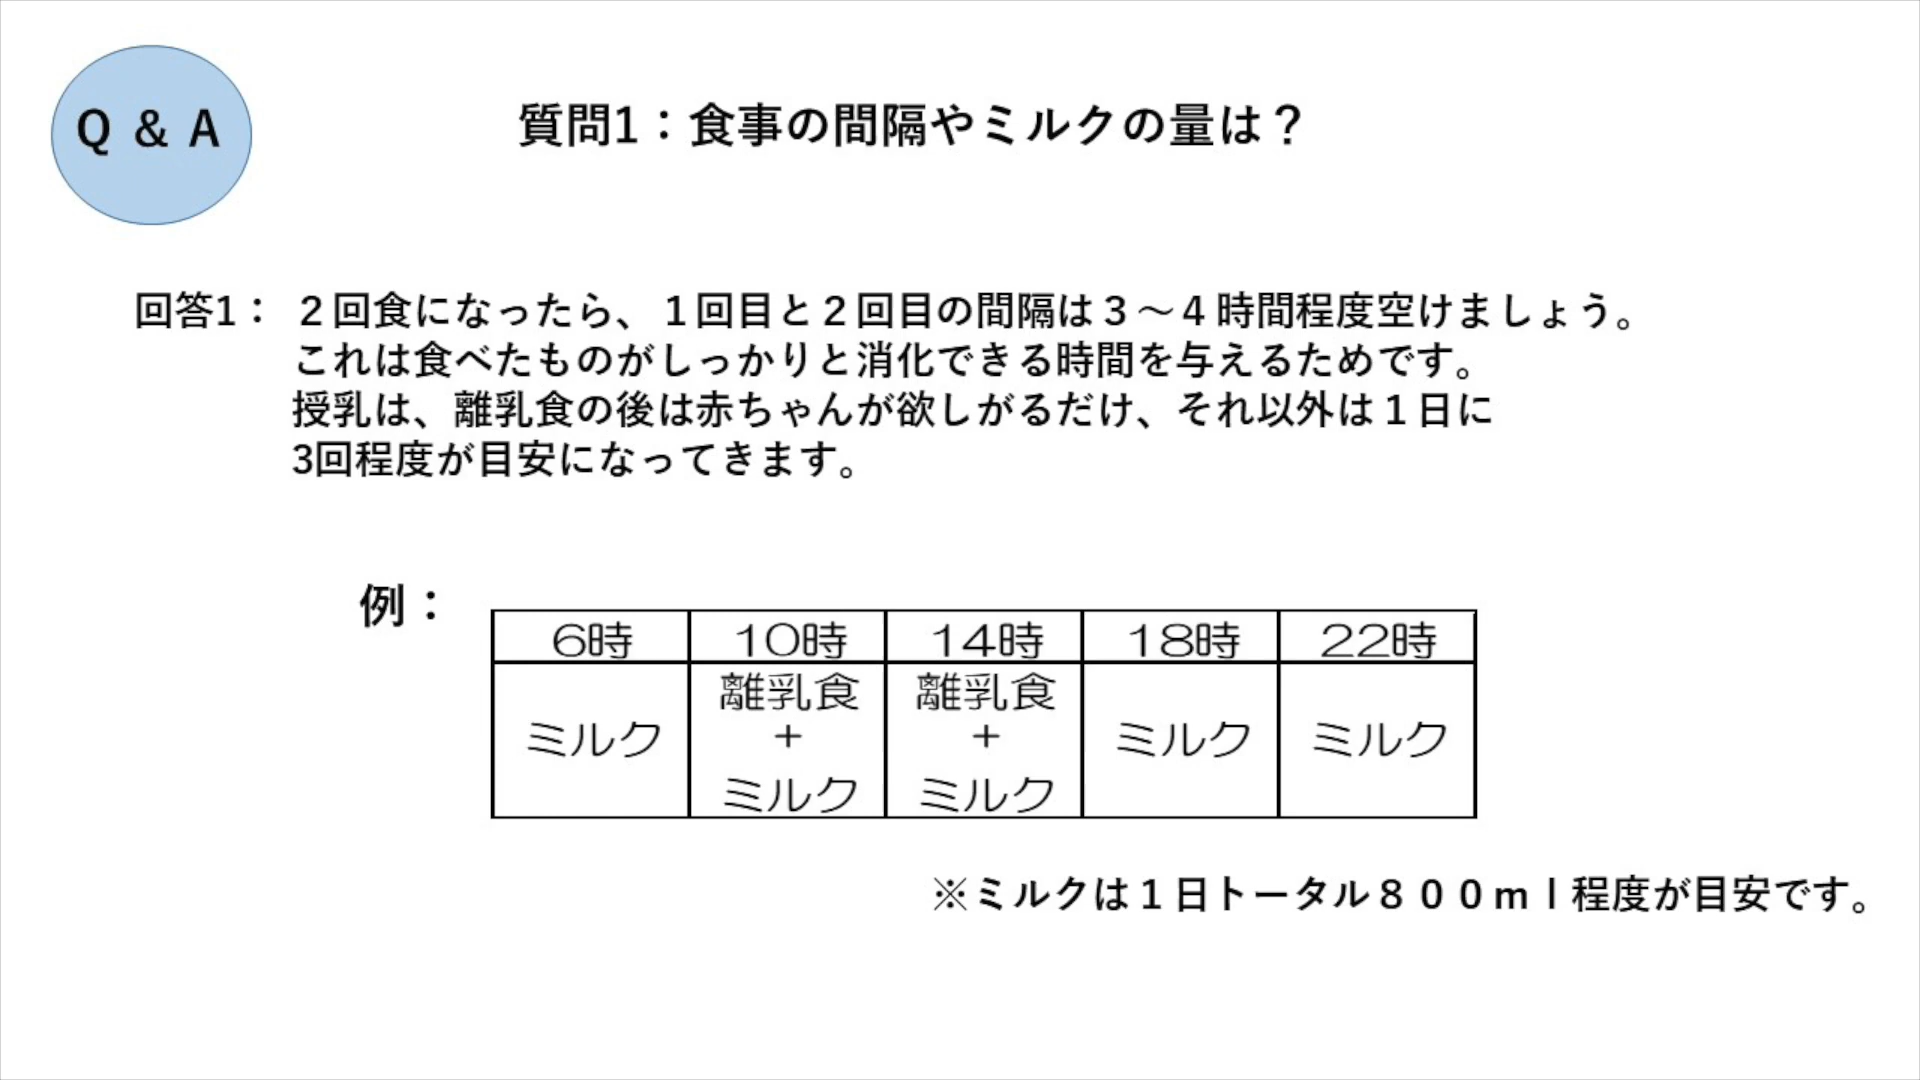 Q & A
質問1：食事の間隔やミルクの量は？
回答1： ２回食になったら、１回目と２回目の間隔は３～４時間程度空けましょう。
これは食べたものがしっかりと消化できる時間を与えるためです。
授乳は、離乳食の後は赤ちゃんが欲しがるだけ、それ以外は１日に
3回程度が目安になってきます。
例：
6時 10時 14時 18時 22時
ミルク 離乳食+ミルク 離乳食+ミルク ミルク ミルク
※ミルクは１日トータル８００ｍｌ程度が目安です。